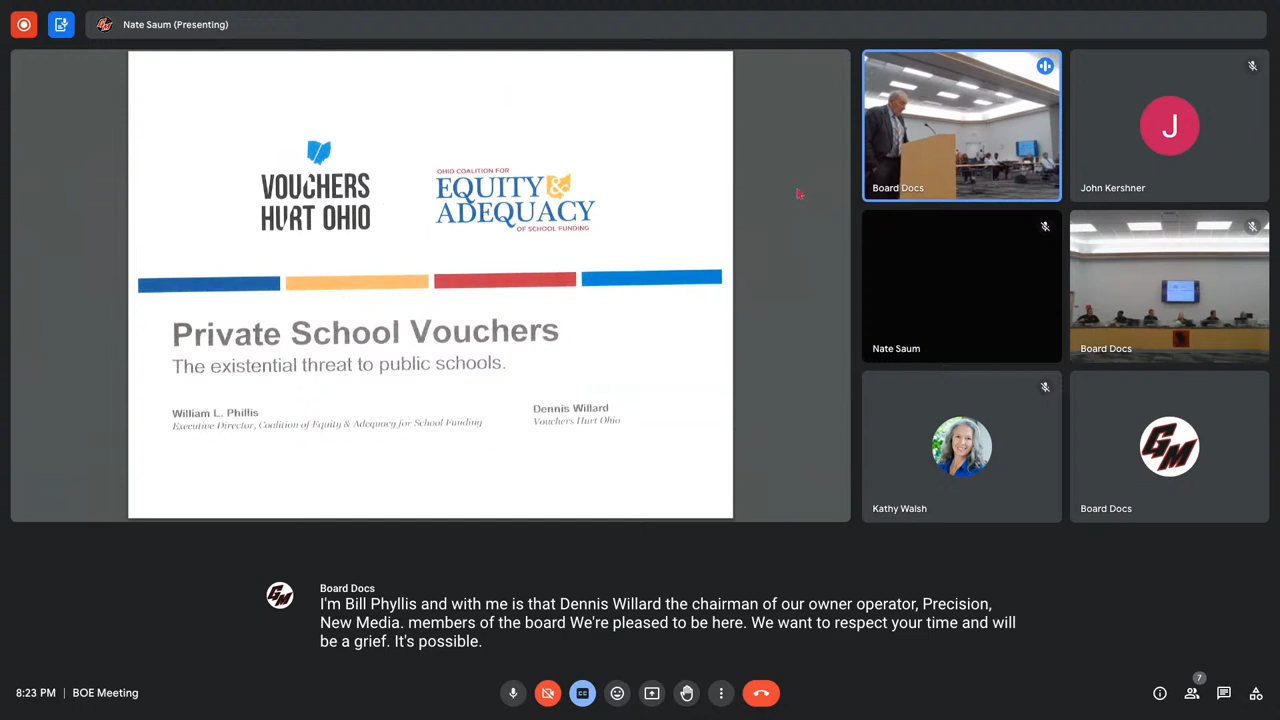 Nate Saum (Presenting)
VOUCHERS
HURT OHIO
OHIO COALITION FOR
EQUITY &
ADEQUACY
OF SCHOOL FUNDING
Private School Vouchers
The existential threat to public schools.
William L. Phillis
Executive Director, Coalition of Equity & Adequacy for School Funding
Dennis Willard
Vouchers Hurt Ohio
Board Docs
J
John Kershner
Nate Saum
Board Docs
Kathy Walsh
GM
Board Docs
GM
Board Docs
I'm Bill Phyllis and with me is that Dennis Willard the chairman of our owner operator, Precision,
New Media. members of the board We're pleased to be here. We want to respect your time and will
be a grief. It's possible.
8:23 PM | BOE Meeting
CC
7